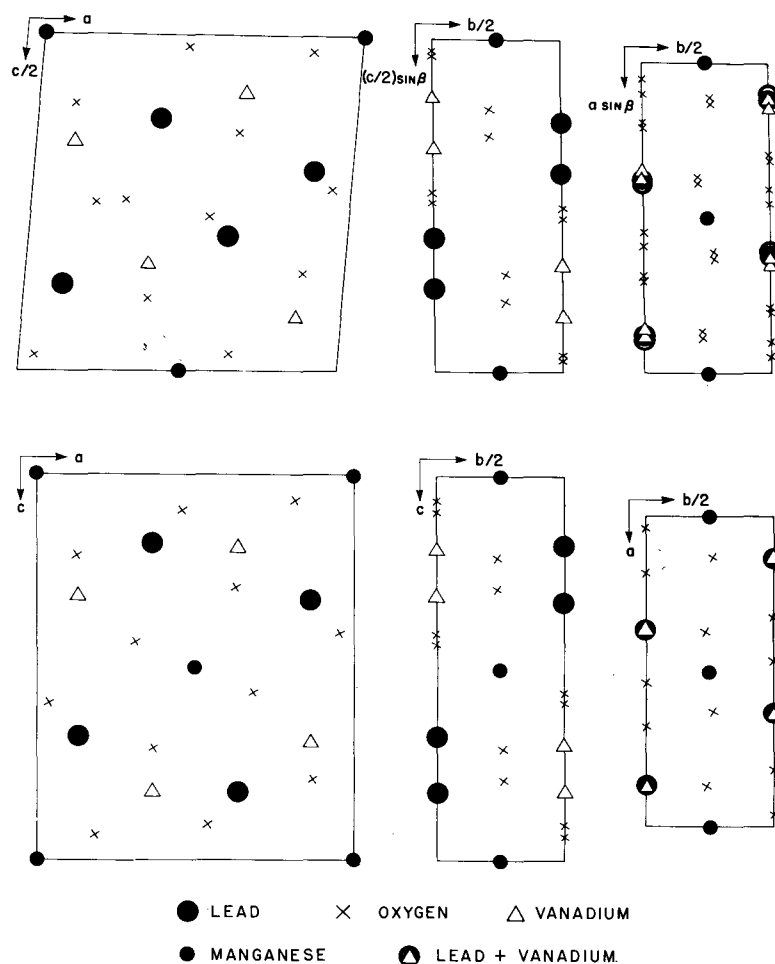 a
c/2
b/2
(c/2) sin β
b/2
a sin β
a
c
b/2
c
b/2
a
LEAD
OXYGEN
VANADIUM
MANGANESE
LEAD + VANADIUM.